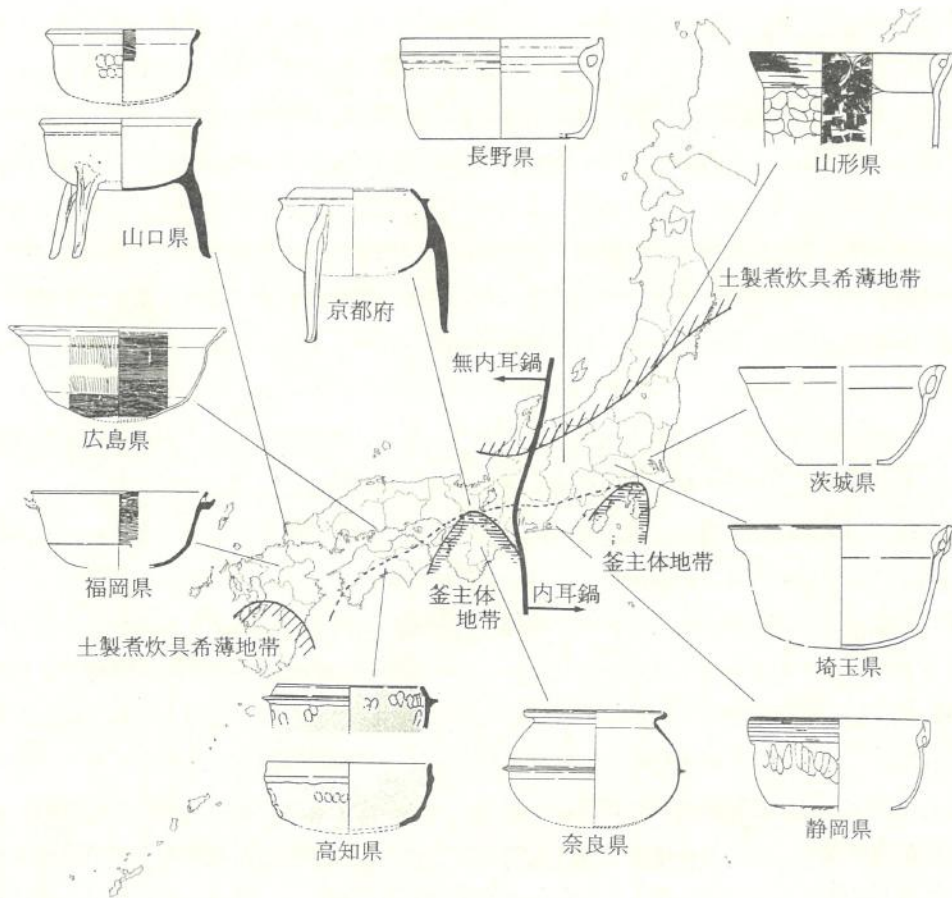 長野県
山形県
山口県
京都府
土製煮炊具希薄地帯
無内耳鍋
広島県
茨城県
福岡県
釜主体
地帯
釜主体地帯
内耳鍋
土製煮炊具希薄地帯
埼玉県
高知県
奈良県
静岡県